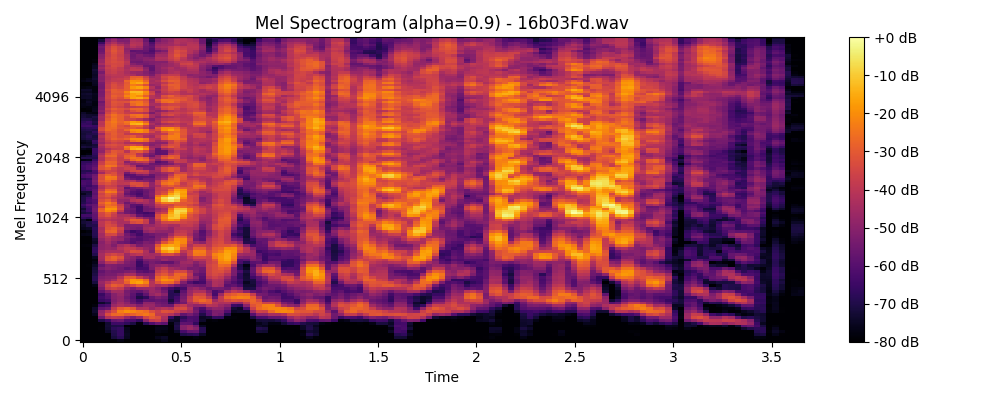 Mel Spectrogram (alpha=0.9) - 16b03Fd.wav
Mel Frequency
4096
2048
1024
512
0
0
0.5
1
1.5
2
2.5
3
3.5
Time
+0 dB
-10 dB
-20 dB
-30 dB
-40 dB
-50 dB
-60 dB
-70 dB
-80 dB